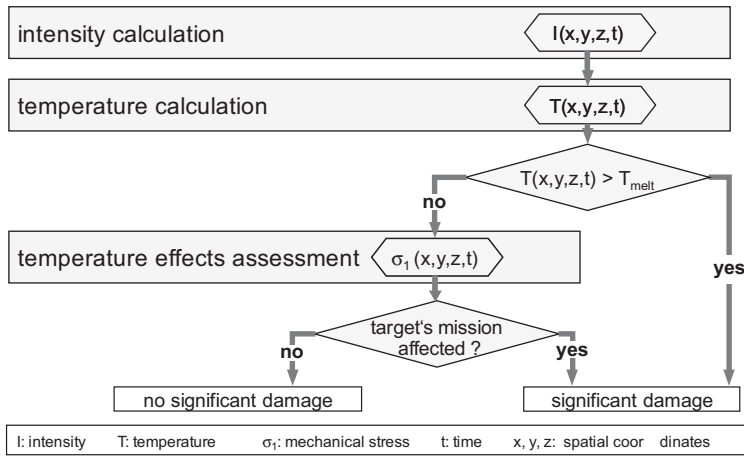 intensity calculation
I(x,y,z,t)
temperature calculation
T(x,y,z,t)
T(x,y,z,t) > Tmelt
no
yes
temperature effects assessment
σ1 (x,y,z,t)
target's mission
affected ?
no
yes
no significant damage
significant damage
I: intensity T: temperature σ1: mechanical stress t: time x, y, z: spatial coor dinates